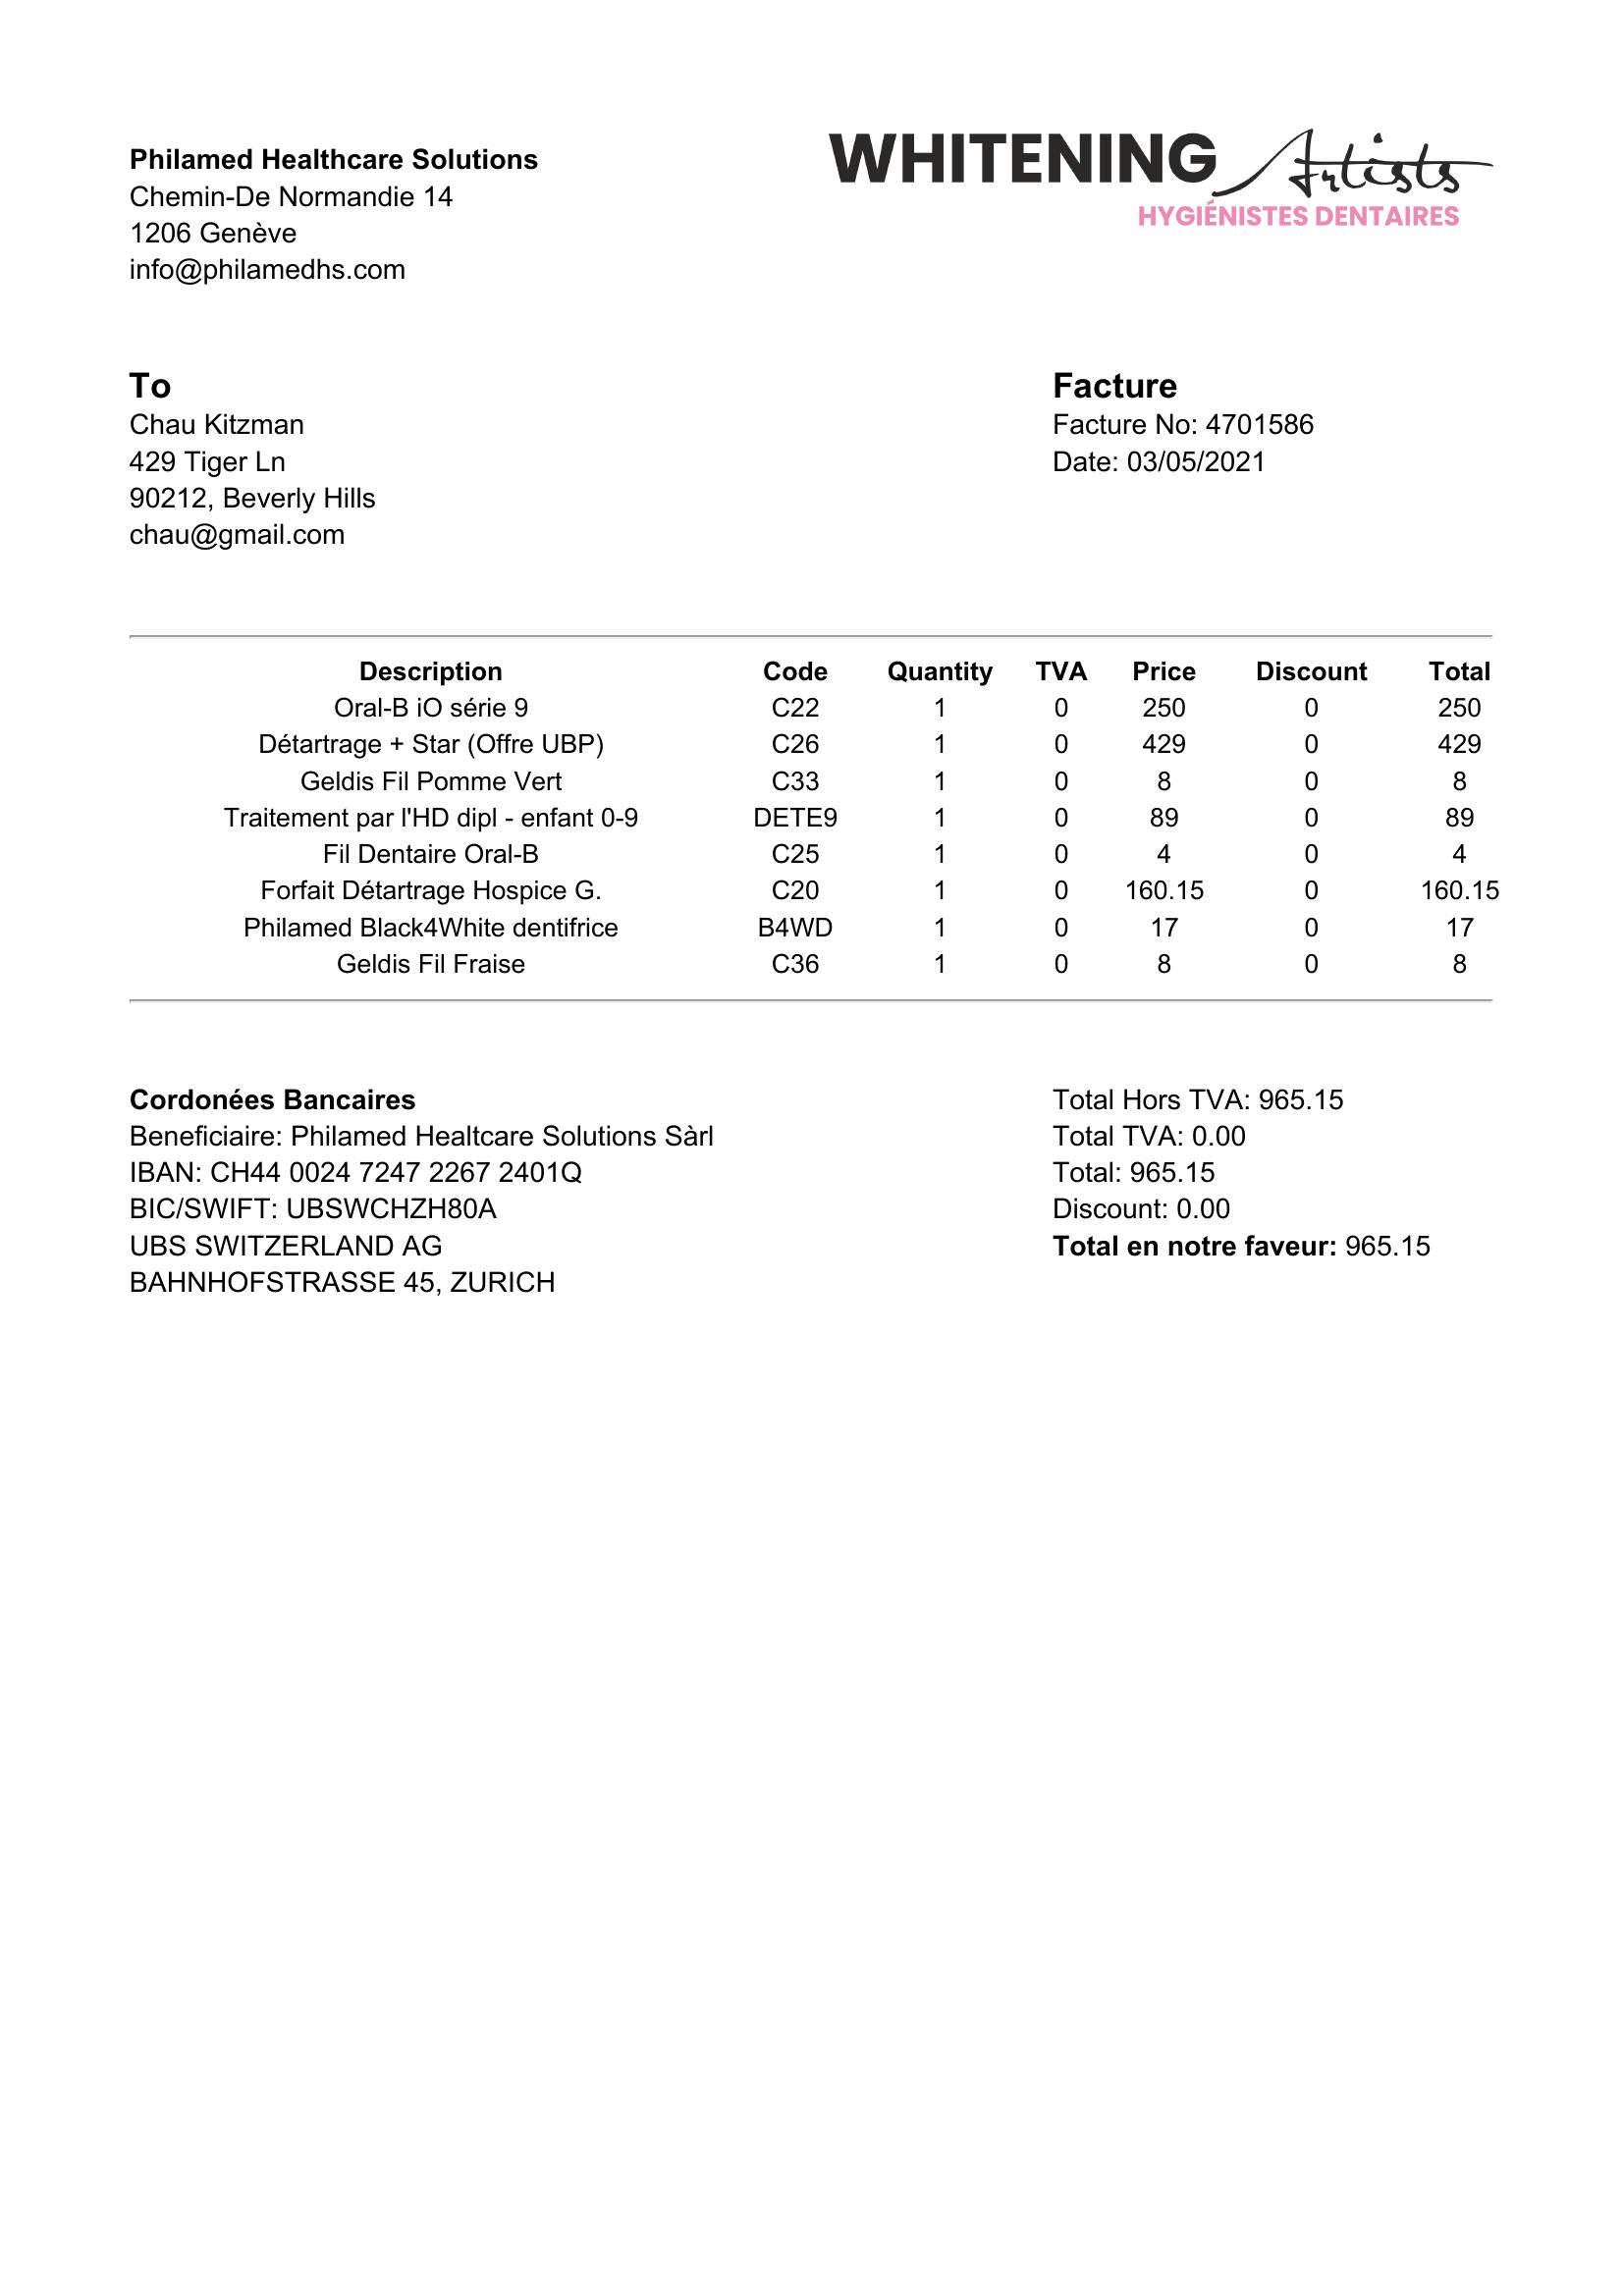 Philamed Healthcare Solutions
Chemin-De Normandie 14
1206 Genève
info@philamedhs.com
WHITENING Artists
HYGIÉNISTES DENTAIRES
To
Chau Kitzman
429 Tiger Ln
90212, Beverly Hills
chau@gmail.com
Facture
Facture No: 4701586
Date: 03/05/2021
Description Code Quantity TVA Price Discount Total
Oral-B iO série 9 C22 1 0 250 0 250
Détartrage + Star (Offre UBP) C26 1 0 429 0 429
Geldis Fil Pomme Vert C33 1 0 8 0 8
Traitement par l'HD dipl - enfant 0-9 DETE9 1 0 89 0 89
Fil Dentaire Oral-B C25 1 0 4 0 4
Forfait Détartrage Hospice G. C20 1 0 160.15 0 160.15
Philamed Black4White dentifrice B4WD 1 0 17 0 17
Geldis Fil Fraise C36 1 0 8 0 8
Cordonées Bancaires
Beneficiaire: Philamed Healtcare Solutions Sàrl
IBAN: CH44 0024 7247 2267 2401Q
BIC/SWIFT: UBSWCHZH80A
UBS SWITZERLAND AG
BAHNHOFSTRASSE 45, ZURICH
Total Hors TVA: 965.15
Total TVA: 0.00
Total: 965.15
Discount: 0.00
Total en notre faveur: 965.15